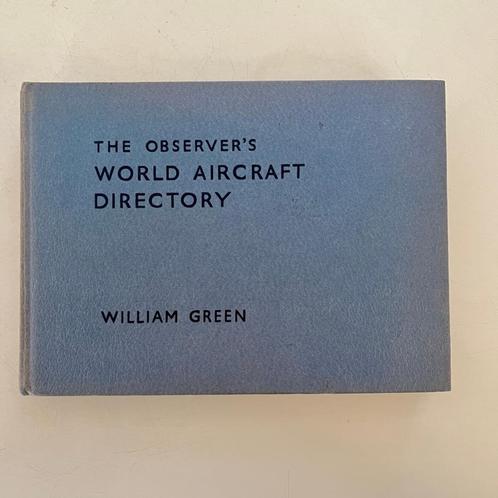 THE OBSERVER'S
WORLD AIRCRAFT
DIRECTORY
WILLIAM GREEN